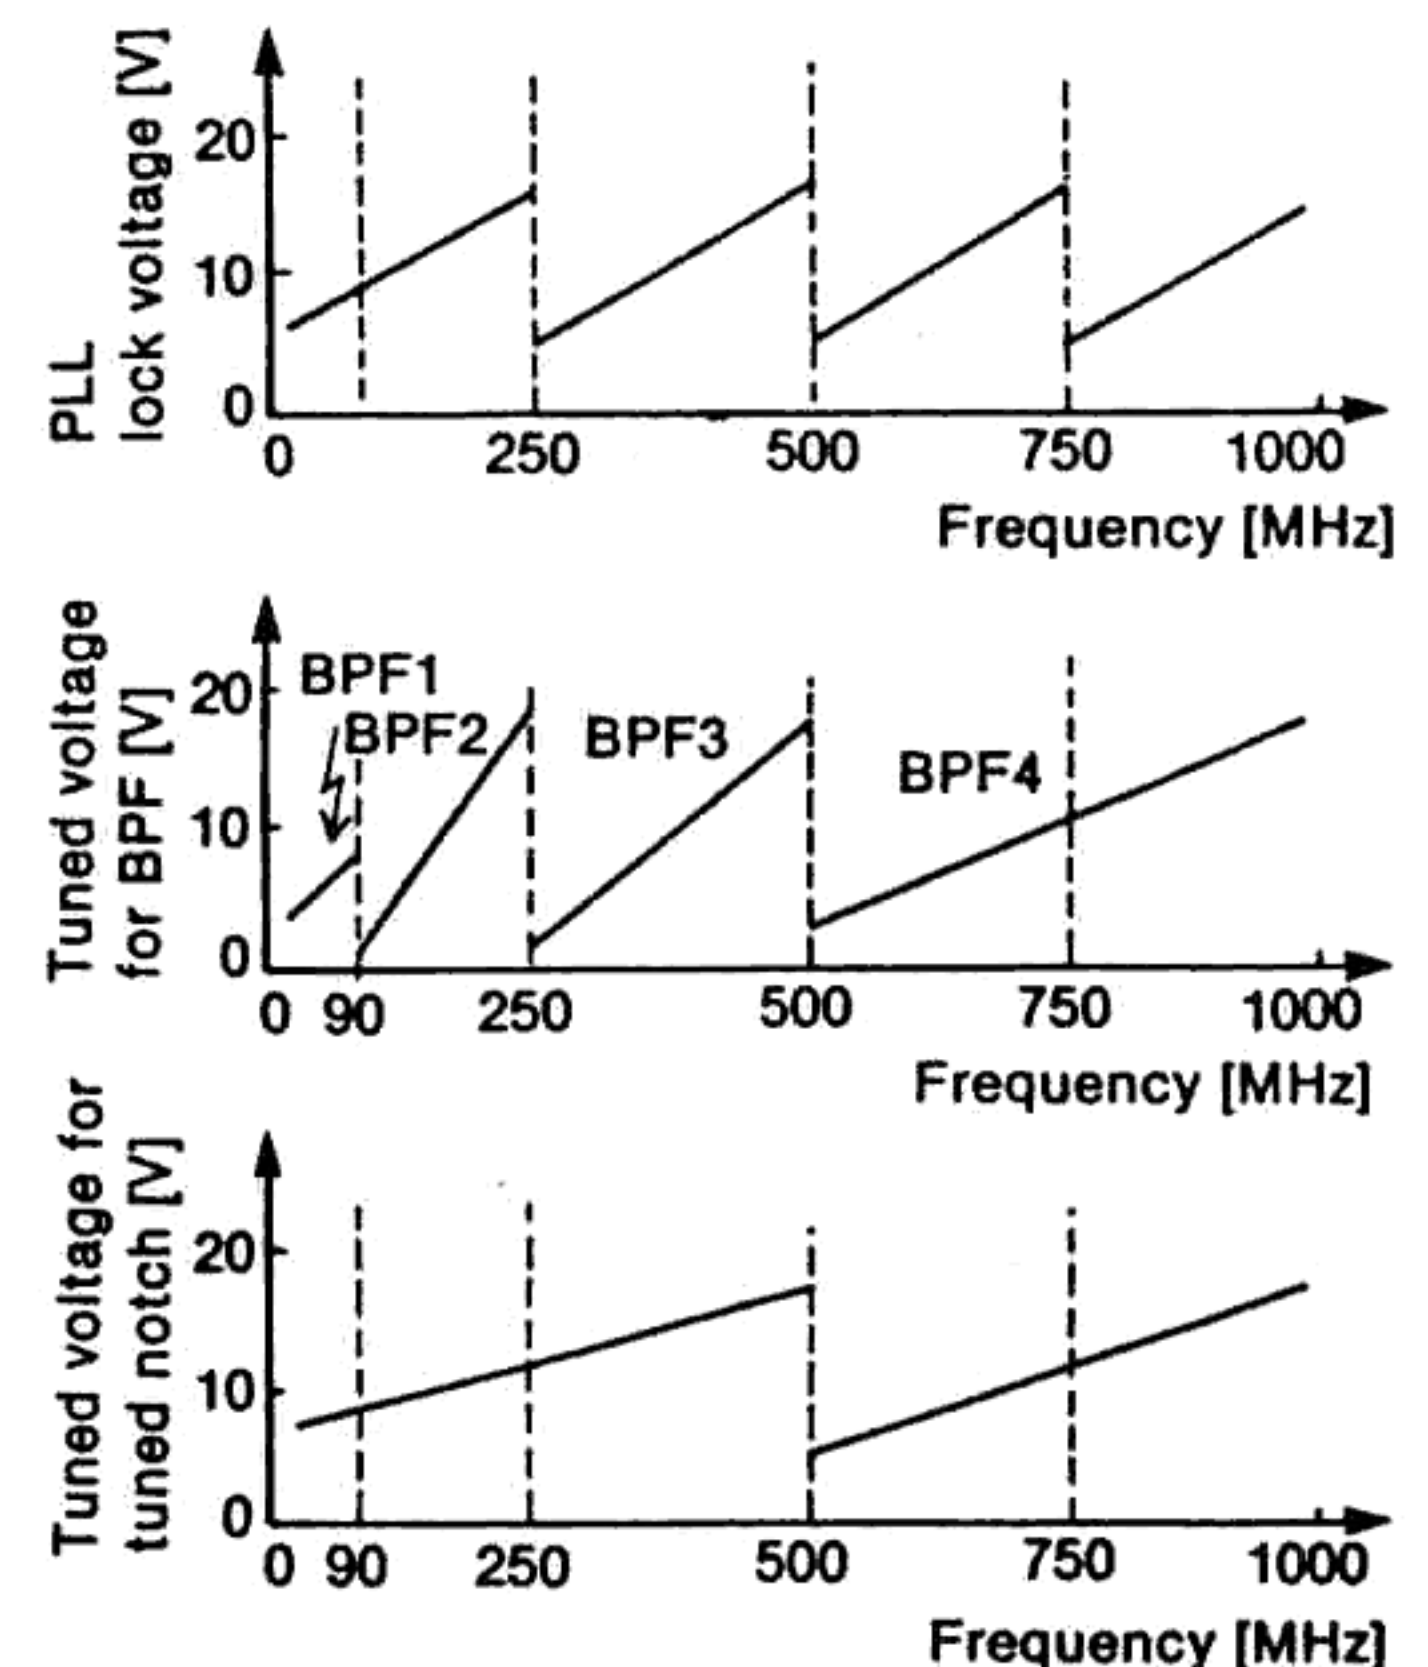 PLL
lock voltage [V]
20
10
0
0 250 500 750 1000
Frequency [MHz]
Tuned voltage
for BPF [V]
BPF1
20
BPF2 BPF3
BPF4
10
0
0 90 250 500 750 1000
Frequency [MHz]
Tuned voltage for
tuned notch [V]
20
10
0
0 90 250 500 750 1000
Frequency [MHz]